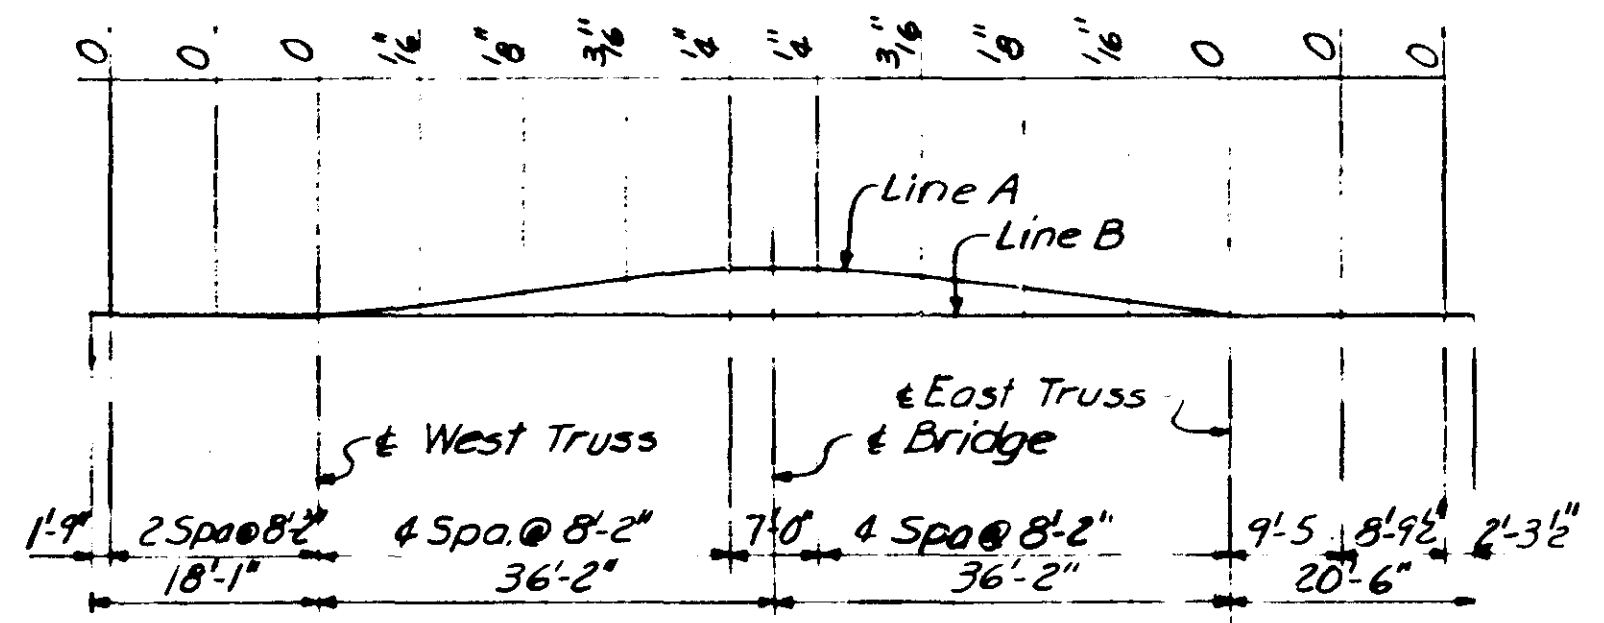 0 0 0 1/16" 1/8" 3/16" 1/4" 1/4" 3/16" 1/8" 1/16" 0 0 0
Line A
Line B
℄ East Truss
℄ West Truss
℄ Bridge
1'-9" 2 Spa @ 8'-2" 4 Spa. @ 8'-2" 7'-0" 4 Spa @ 8'-2" 9'-5 8'-9½" 2'-3½"
18'-1" 36'-2" 36'-2" 20'-6"